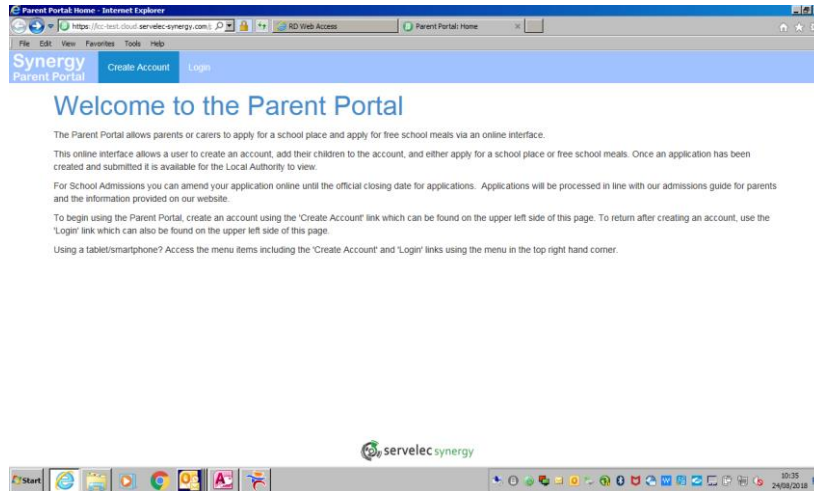 Parent Portal: Home - Internet Explorer
https://cc-test.cloud.servelec-synergy.com/
RD Web Access
Parent Portal: Home
File Edit View Favorites Tools Help
Synergy
Parent Portal
Create Account
Login
Welcome to the Parent Portal
The Parent Portal allows parents or carers to apply for a school place and apply for free school meals via an online interface.
This online interface allows a user to create an account, add their children to the account, and either apply for a school place or free school meals. Once an application has been
created and submitted it is available for the Local Authority to view.
For School Admissions you can amend your application online until the official closing date for applications. Applications will be processed in line with our admissions guide for parents
and the information provided on our website.
To begin using the Parent Portal, create an account using the 'Create Account' link which can be found on the upper left side of this page. To return after creating an account, use the
'Login' link which can also be found on the upper left side of this page.
Using a tablet/smartphone? Access the menu items including the 'Create Account' and 'Login' links using the menu in the top right hand corner.
servelec synergy
Start
10:35
24/08/2018